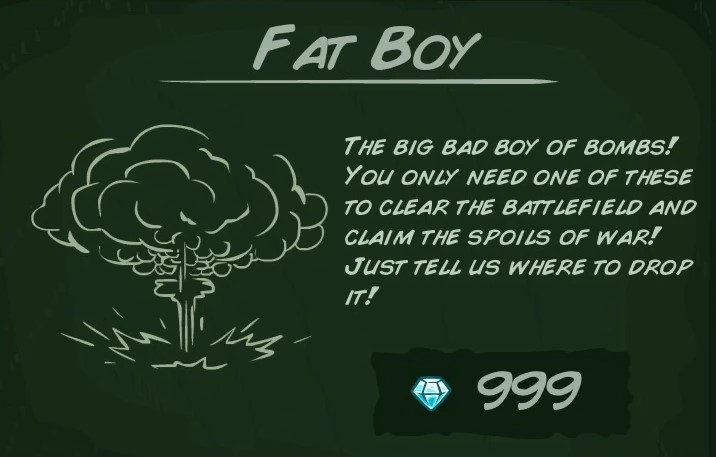 FAT BOY
THE BIG BAD BOY OF BOMBS!
YOU ONLY NEED ONE OF THESE
TO CLEAR THE BATTLEFIELD AND
CLAIM THE SPOILS OF WAR!
JUST TELL US WHERE TO DROP
IT!
999